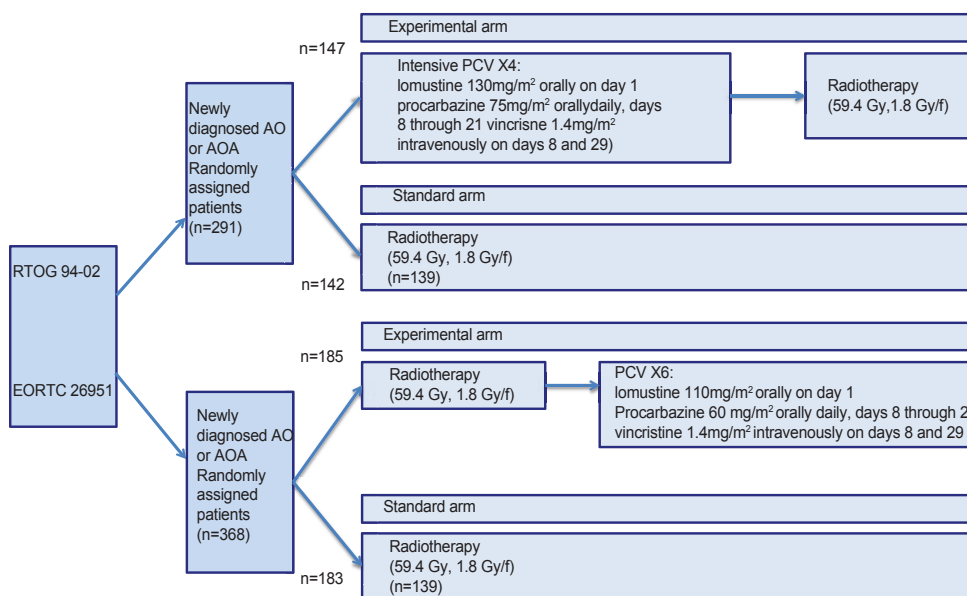 RTOG 94-02
EORTC 26951
Newly
diagnosed AO
or AOA
Randomly
assigned
patients
(n=291)
n=147
Experimental arm
Intensive PCV X4:
lomustine 130mg/m² orally on day 1
procarbazine 75mg/m² orallydaily, days
8 through 21 vincrisne 1.4mg/m²
intravenously on days 8 and 29)
Radiotherapy
(59.4 Gy,1.8 Gy/f)
Standard arm
Radiotherapy
(59.4 Gy, 1.8 Gy/f)
(n=139)
n=142
Newly
diagnosed AO
or AOA
Randomly
assigned
patients
(n=368)
n=185
Experimental arm
Radiotherapy
(59.4 Gy, 1.8 Gy/f)
PCV X6:
lomustine 110mg/m² orally on day 1
Procarbazine 60 mg/m² orally daily, days 8 through 2
vincristine 1.4mg/m² intravenously on days 8 and 29
Standard arm
Radiotherapy
(59.4 Gy, 1.8 Gy/f)
(n=139)
n=183